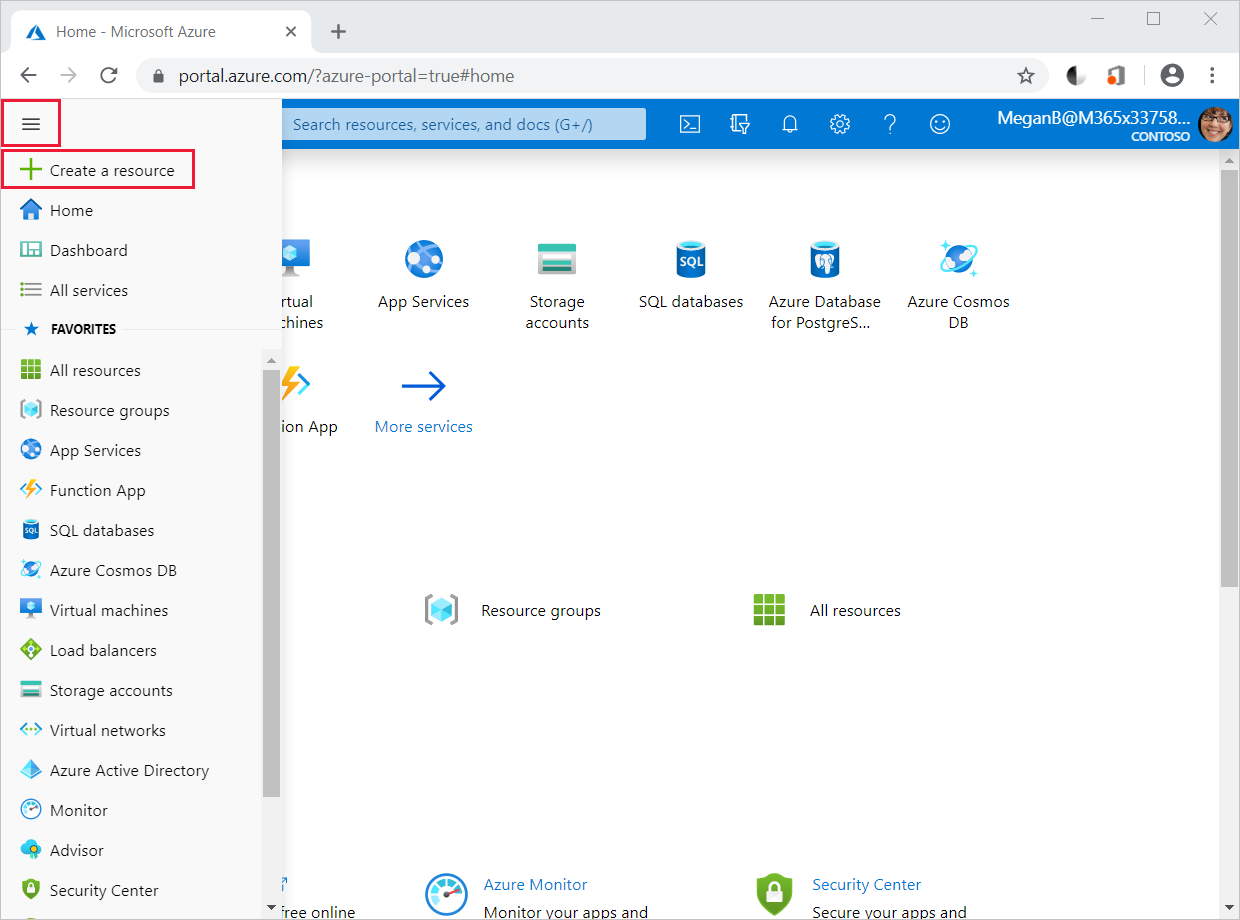 Home - Microsoft Azure
portal.azure.com/?azure-portal=true#home
Search resources, services, and docs (G+/)
MeganB@M365x33758...
CONTOSO
Create a resource
Home
Dashboard
All services
FAVORITES
All resources
Resource groups
App Services
Function App
SQL databases
Azure Cosmos DB
Virtual machines
Load balancers
Storage accounts
Virtual networks
Azure Active Directory
Monitor
Advisor
Security Center
rtual
chines
App Services
Storage
accounts
SQL
SQL databases
Azure Database
for PostgreS...
Azure Cosmos
DB
ion App
More services
Resource groups
All resources
free online
Azure Monitor
Monitor your apps and
Security Center
Secure your apps and